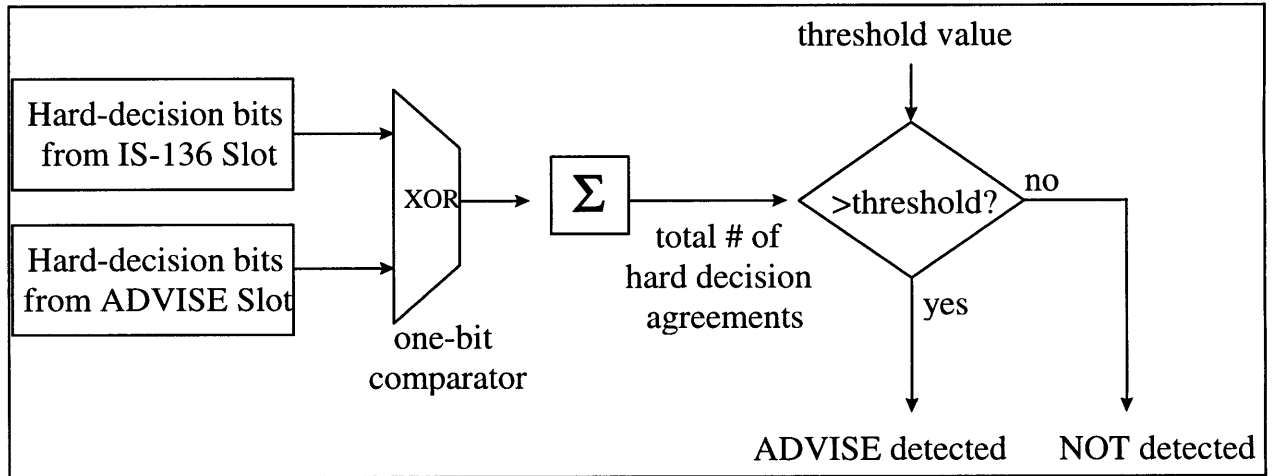 threshold value
Hard-decision bits
from IS-136 Slot
XOR
Σ
>threshold?
no
Hard-decision bits
from ADVISE Slot
total # of
hard decision
agreements
yes
one-bit
comparator
ADVISE detected
NOT detected